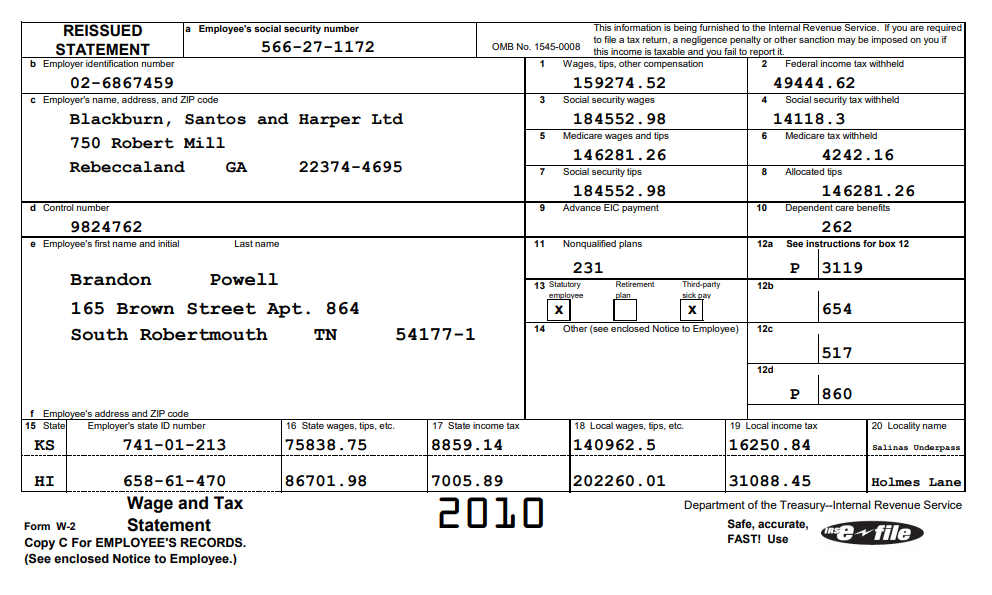 REISSUED
STATEMENT
a Employee's social security number
566-27-1172
OMB No. 1545-0008
This information is being furnished to the Internal Revenue Service. If you are required
to file a tax return, a negligence penalty or other sanction may be imposed on you if
this income is taxable and you fail to report it.
b Employer identification number
02-6867459
1 Wages, tips, other compensation
159274.52
2 Federal income tax withheld
49444.62
c Employer's name, address, and ZIP code
Blackburn, Santos and Harper Ltd
750 Robert Mill
Rebeccaland GA 22374-4695
3 Social security wages
184552.98
4 Social security tax withheld
14118.3
5 Medicare wages and tips
146281.26
6 Medicare tax withheld
4242.16
7 Social security tips
184552.98
8 Allocated tips
146281.26
d Control number
9824762
9 Advance EIC payment
10 Dependent care benefits
262
e Employee's first name and initial Last name
Brandon Powell
165 Brown Street Apt. 864
South Robertmouth TN 54177-1
f Employee's address and ZIP code
11 Nonqualified plans
231
12a See instructions for box 12
P 3119
13 Statutory employee
x
Retirement plan
Third-party sick pay
x
12b
654
14 Other (see enclosed Notice to Employee)
12c
517
12d
P 860
15 State Employer's state ID number 16 State wages, tips, etc. 17 State income tax 18 Local wages, tips, etc. 19 Local income tax 20 Locality name
KS 741-01-213 75838.75 8859.14 140962.5 16250.84 Salinas Underpass
HI 658-61-470 86701.98 7005.89 202260.01 31088.45 Holmes Lane
Form W-2
Wage and Tax
Statement
2010
Department of the Treasury--Internal Revenue Service
Copy C For EMPLOYEE'S RECORDS.
(See enclosed Notice to Employee.)
Safe, accurate,
FAST! Use
IRS e-file